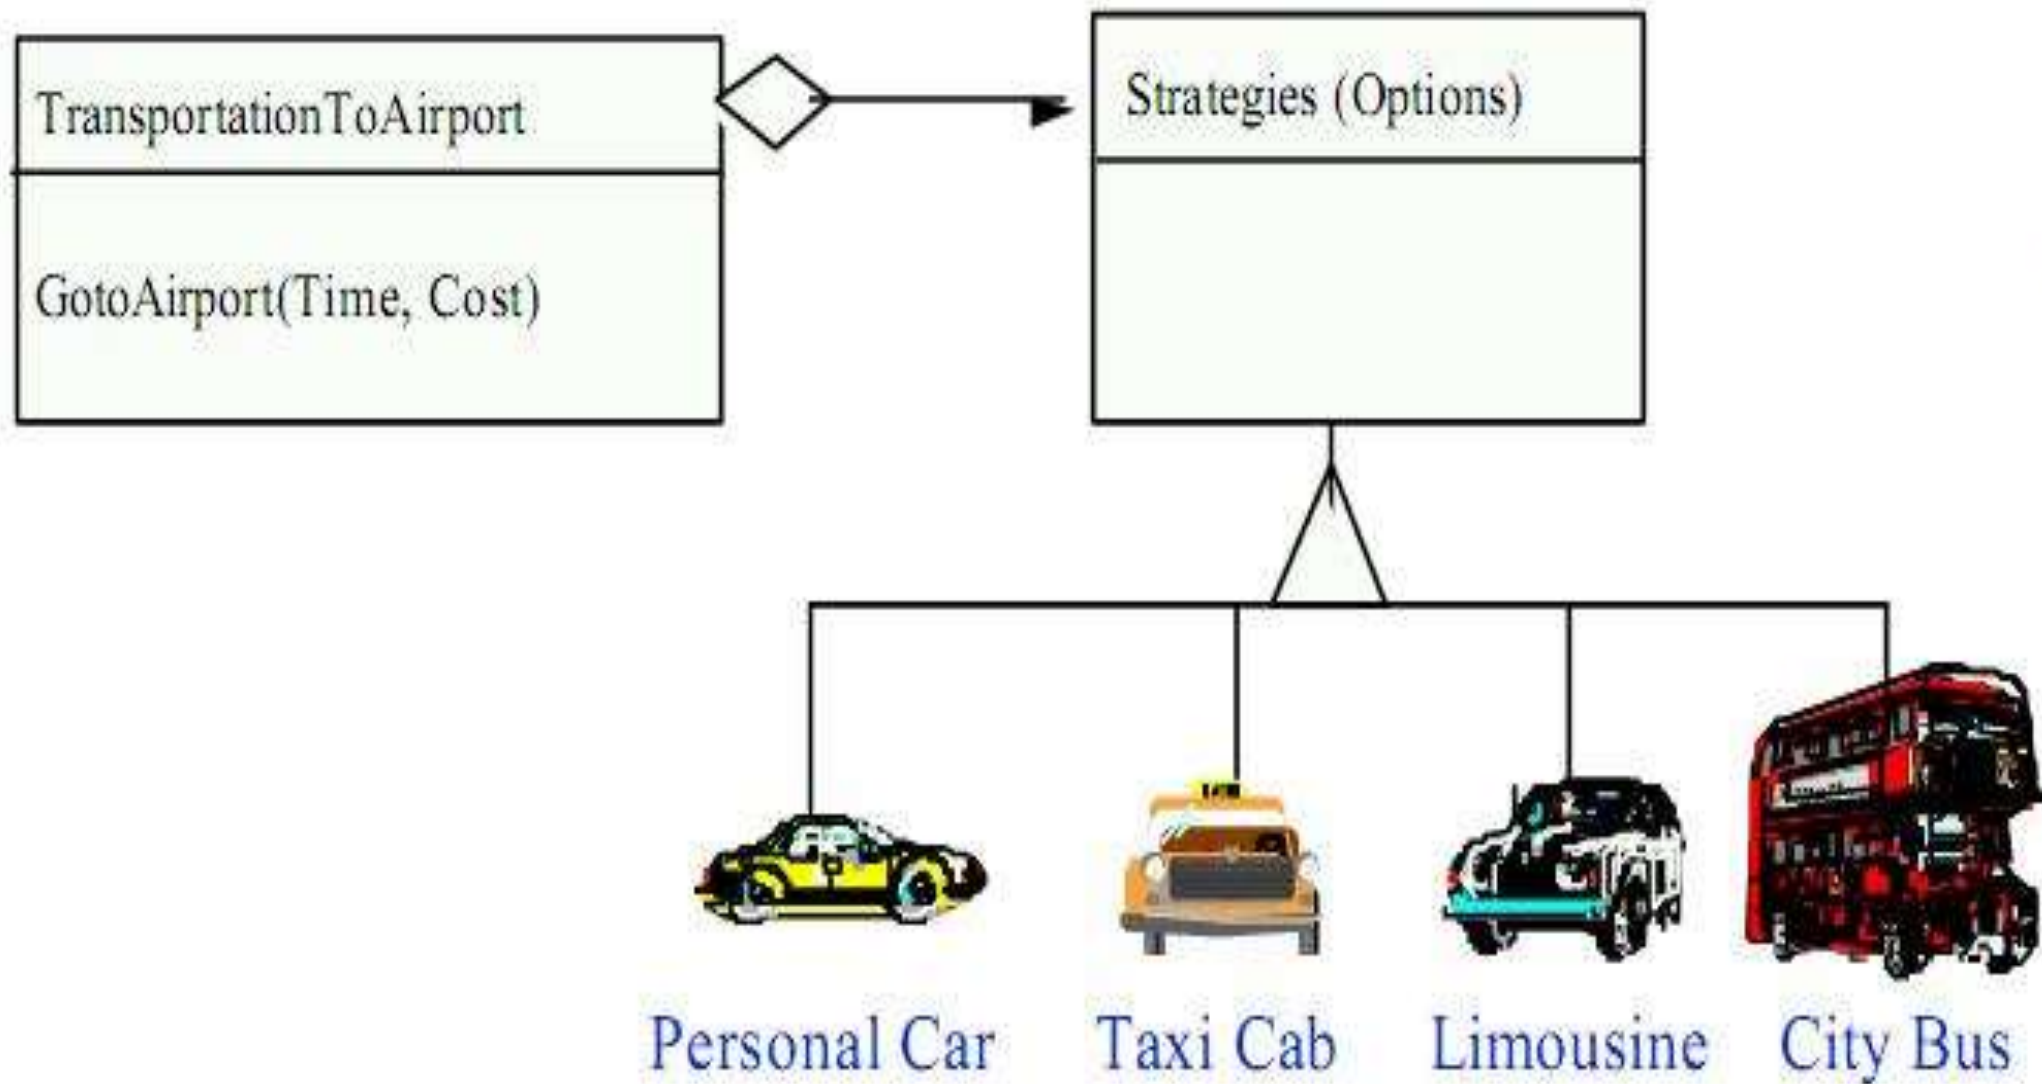 TransportationToAirport
Strategies (Options)
GotoAirport(Time, Cost)
Personal Car
Taxi Cab
Limousine
City Bus